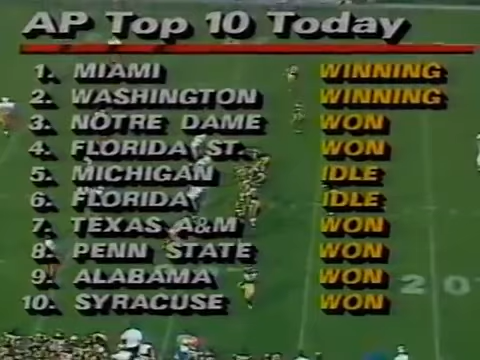 AP Top 10 Today
1. MIAMI WINNING
2. WASHINGTON WINNING
3. NOTRE DAME WON
4. FLORIDA ST. WON
5. MICHIGAN IDLE
6. FLORIDA IDLE
7. TEXAS A&M WON
8. PENN STATE WON
9. ALABAMA WON
10. SYRACUSE WON
20